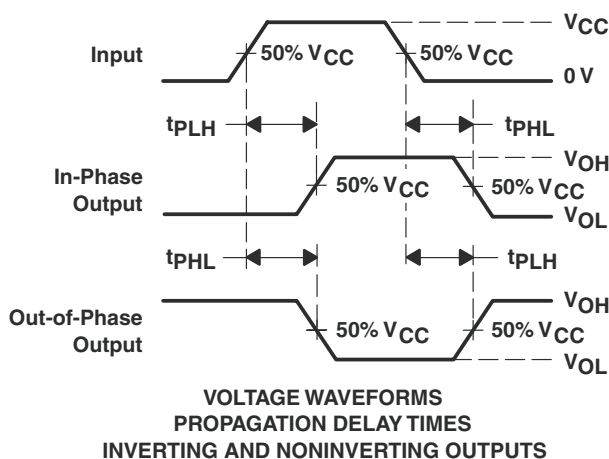 Input
50% VCC
50% VCC
VCC
0 V
tPLH
tPHL
In-Phase
Output
50% VCC
50% VCC
VOH
VOL
tPHL
tPLH
Out-of-Phase
Output
50% VCC
50% VCC
VOH
VOL
VOLTAGE WAVEFORMS
PROPAGATION DELAY TIMES
INVERTING AND NONINVERTING OUTPUTS